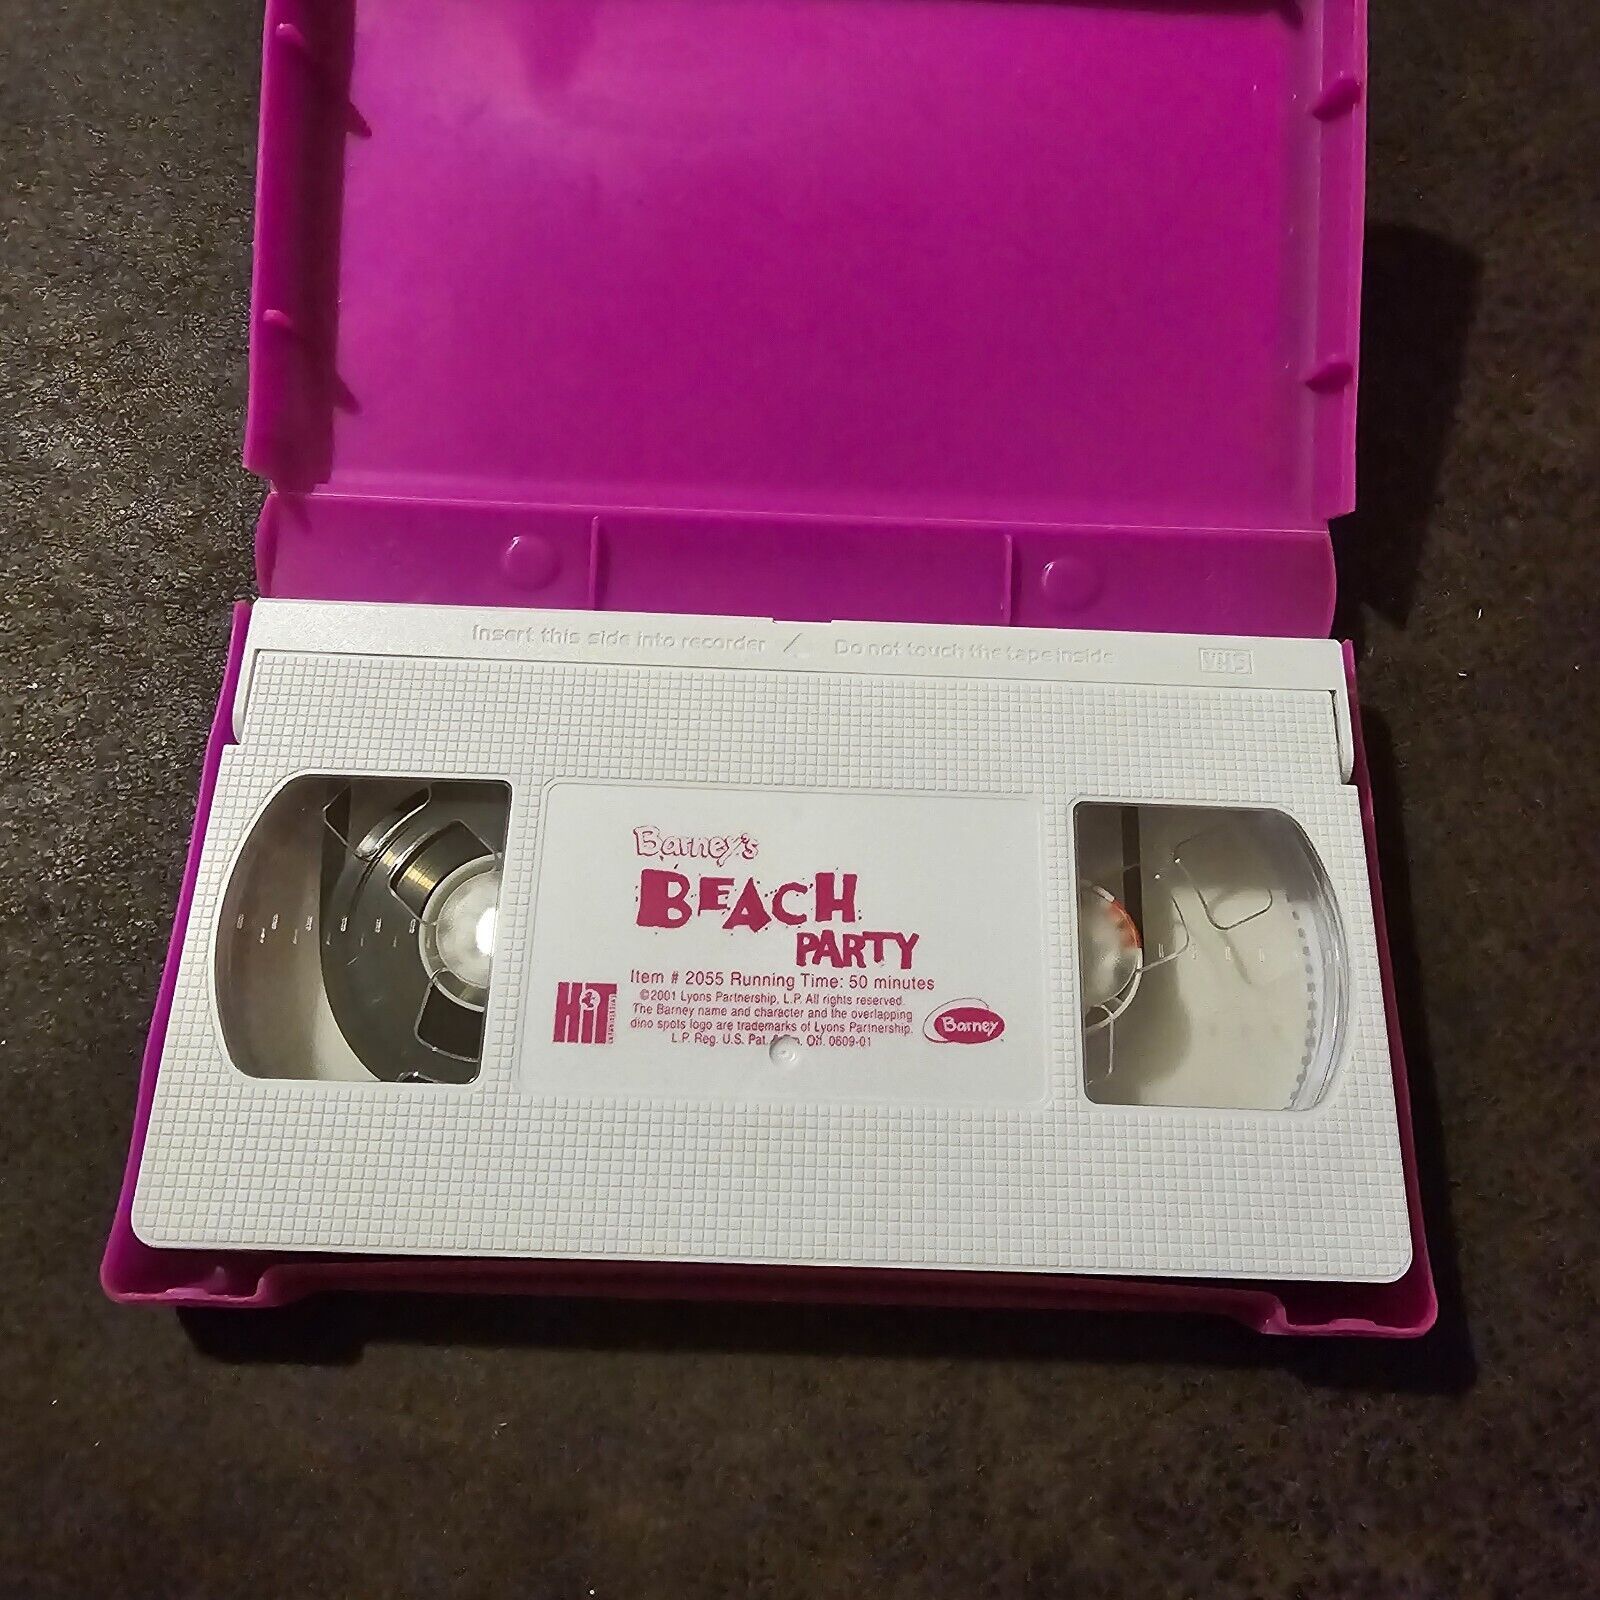 Insert this side into recorder / Do not touch the tape inside
VHS
Barney's
BEACH
PARTY
Item # 2055 Running Time: 50 minutes
©2001 Lyons Partnership, L.P. All rights reserved.
The Barney name and character and the overlapping
dino spots logo are trademarks of Lyons Partnership.
L.P. Reg. U.S. Pat. Off. 0609-01
HiT
ENTERTAINMENT
Barney